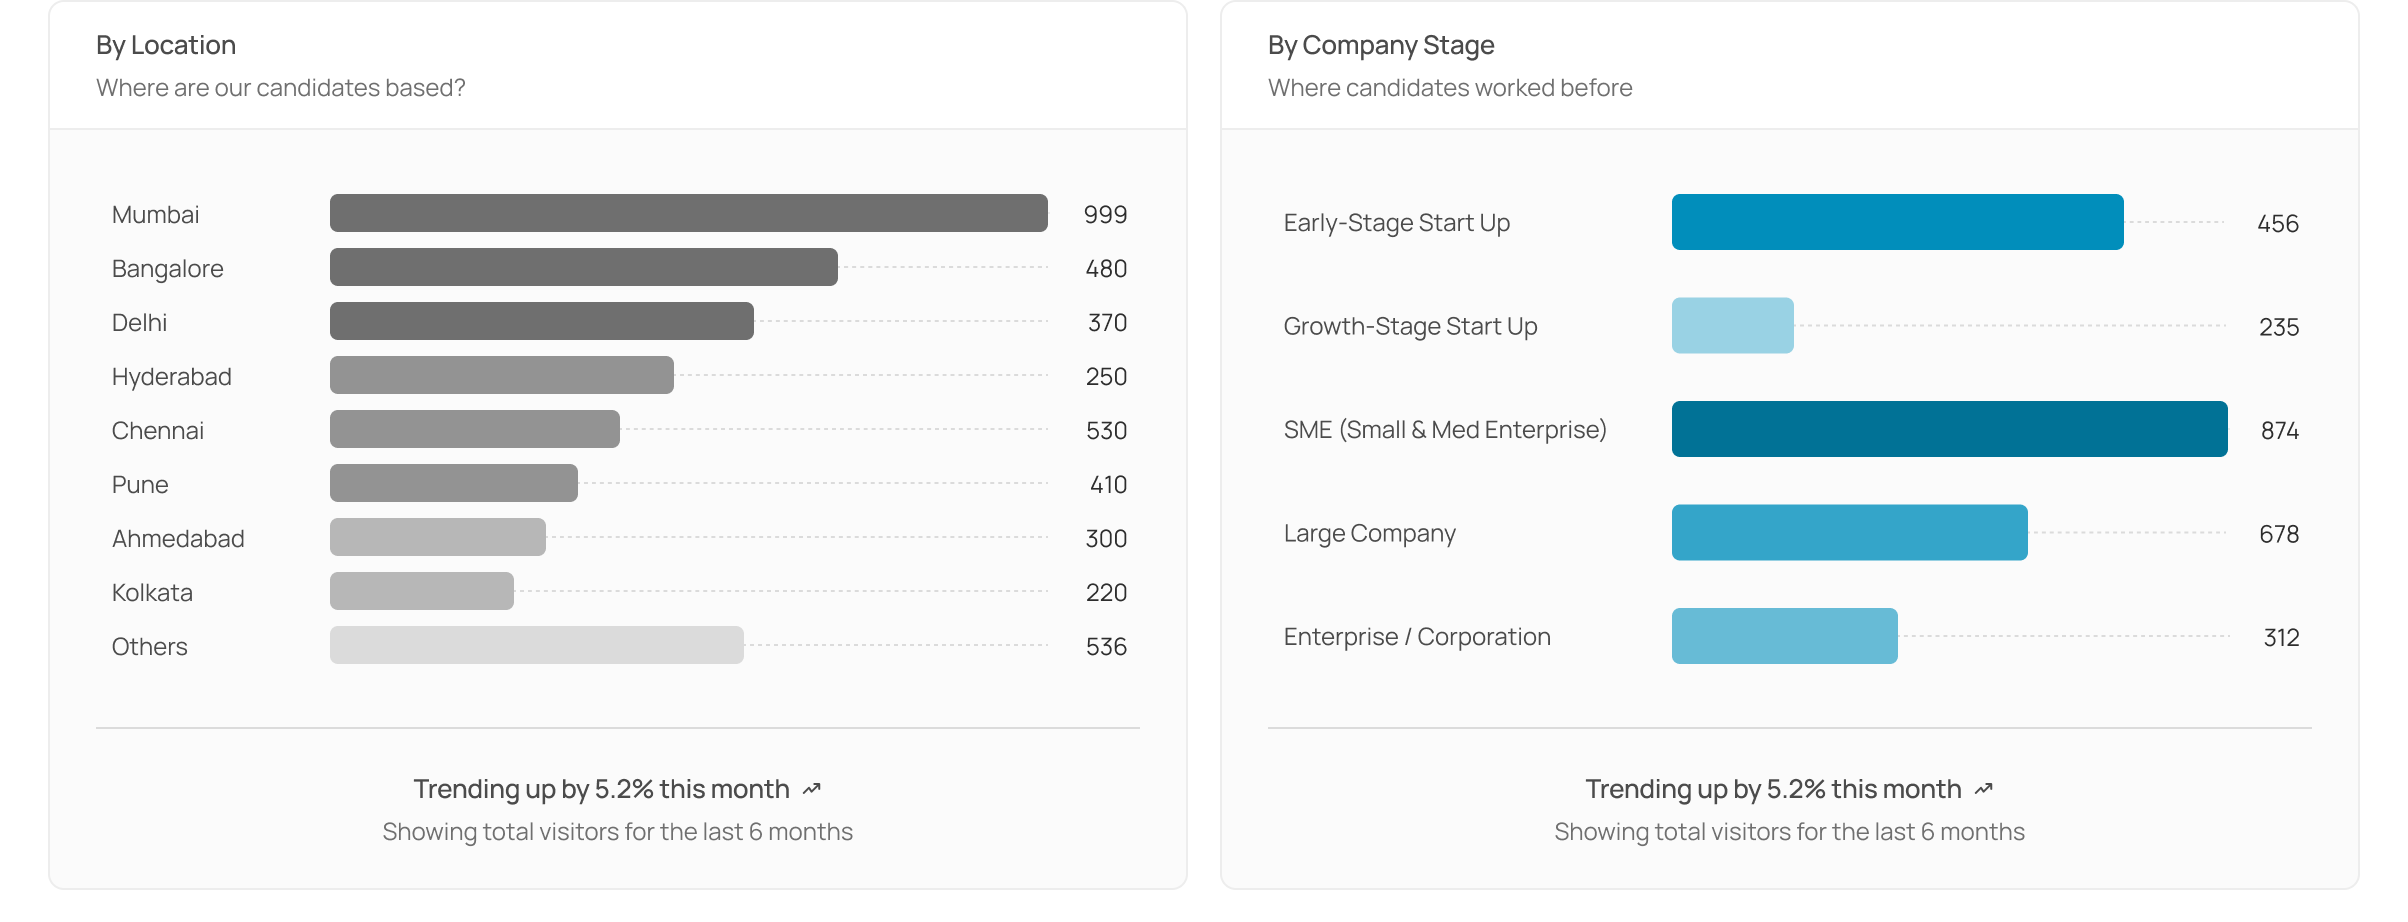 By Location
Where are our candidates based?
Mumbai 999
Bangalore 480
Delhi 370
Hyderabad 250
Chennai 530
Pune 410
Ahmedabad 300
Kolkata 220
Others 536
Trending up by 5.2% this month
Showing total visitors for the last 6 months
By Company Stage
Where candidates worked before
Early-Stage Start Up 456
Growth-Stage Start Up 235
SME (Small & Med Enterprise) 874
Large Company 678
Enterprise / Corporation 312
Trending up by 5.2% this month
Showing total visitors for the last 6 months